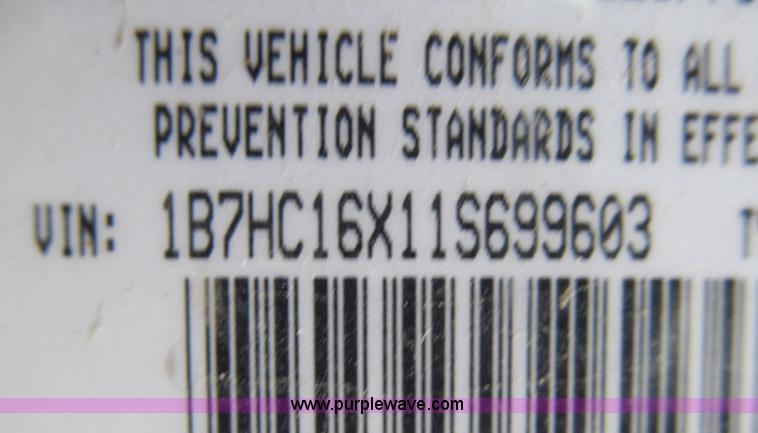 THIS VEHICLE CONFORMS TO ALL
PREVENTION STANDARDS IN EFFE
VIN: 1B7HC16X11S699603 T
www.purplewave.com